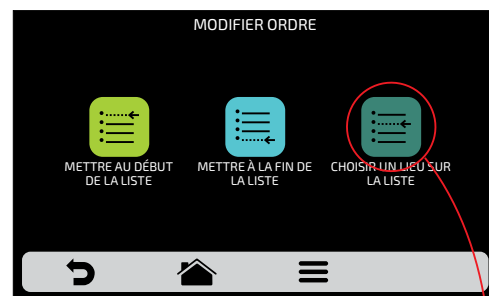 MODIFIER ORDRE
METTRE AU DÉBUT
DE LA LISTE
METTRE À LA FIN DE
LA LISTE
CHOISIR UN LIEU SUR
LA LISTE